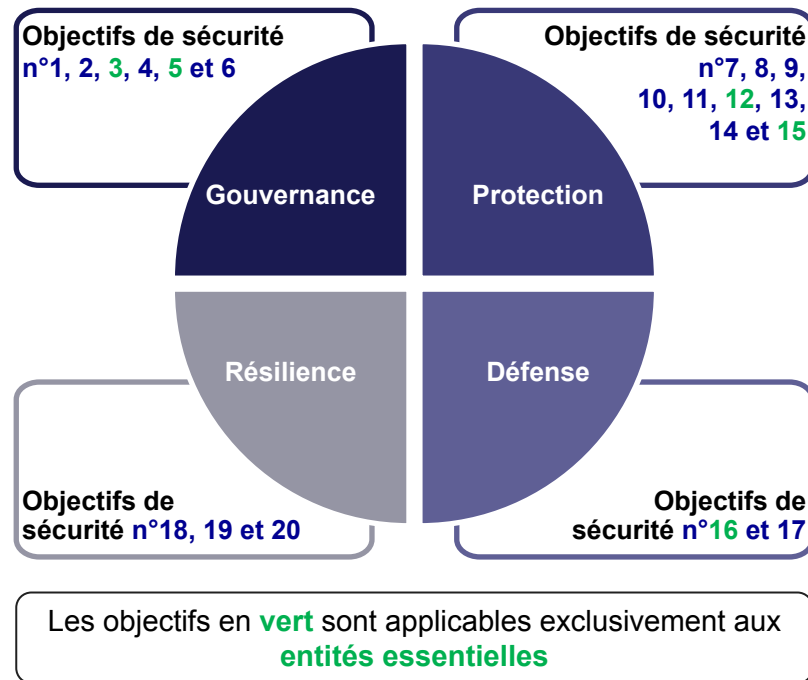 Objectifs de sécurité
n°1, 2, 3, 4, 5 et 6
Objectifs de sécurité
n°7, 8, 9,
10, 11, 12, 13,
14 et 15
Gouvernance
Protection
Résilience
Défense
Objectifs de
sécurité n°18, 19 et 20
Objectifs de
sécurité n°16 et 17
Les objectifs en vert sont applicables exclusivement aux
entités essentielles